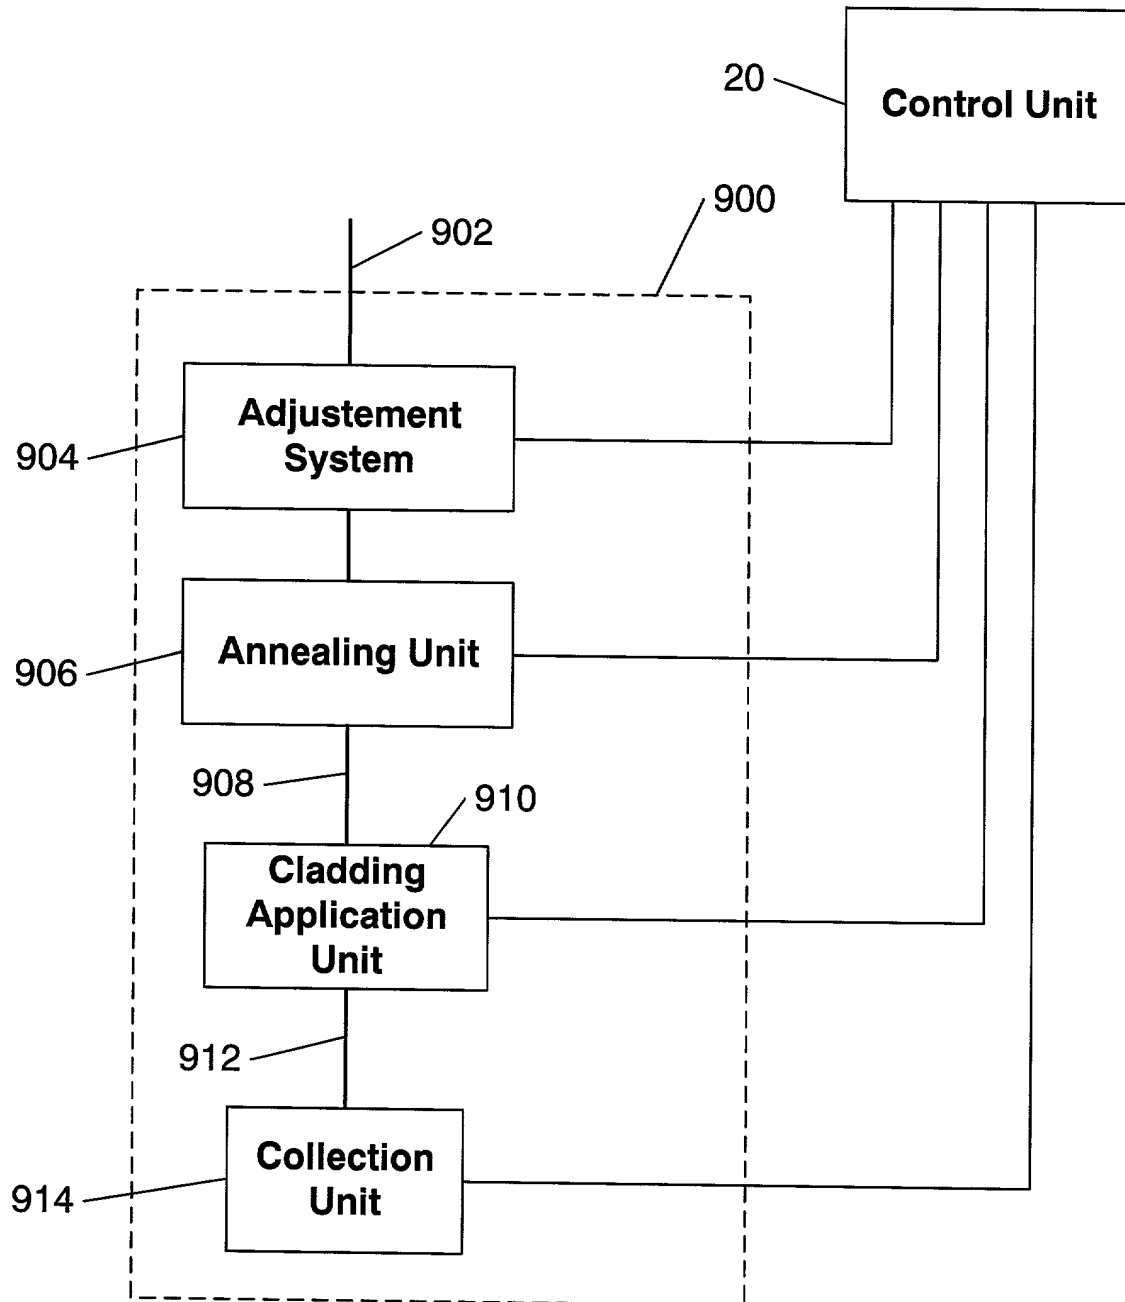 20
Control Unit
900
902
Adjustement
System
904
Annealing Unit
906
908
910
Cladding
Application
Unit
912
Collection
Unit
914